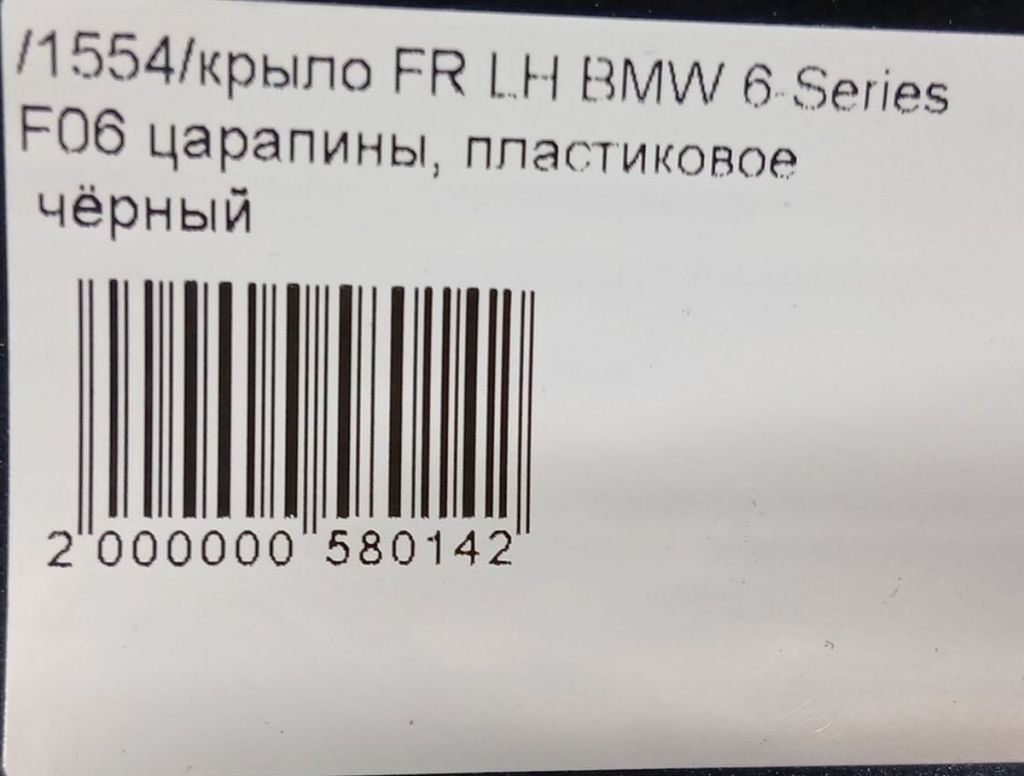 /1554/крыло FR LH BMW 6-Series
F06 царапины, пластиковое
чёрный
2 000000 580142